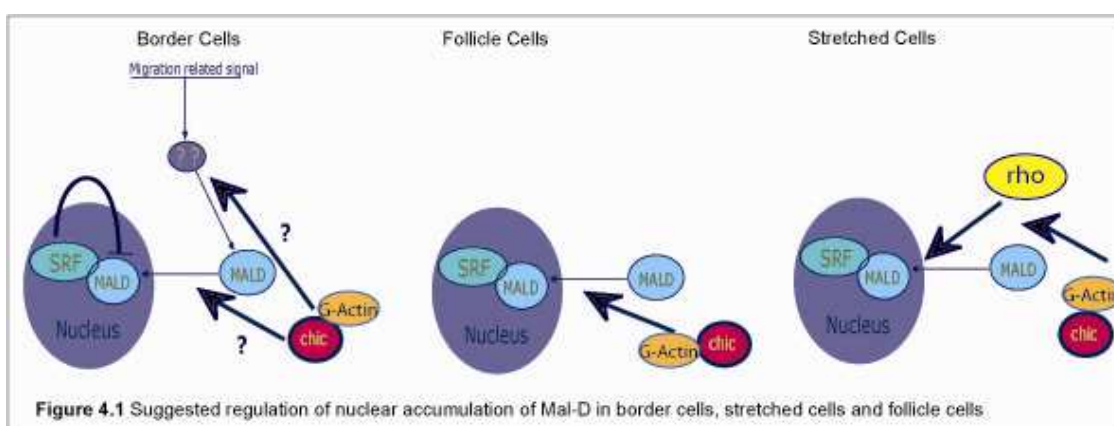 Border Cells
Follicle Cells
Stretched Cells
Migration related signal
? ?
rho
?
SRF
MALD
MALD
Nucleus
?
G-Actin
chic
SRF
MALD
MALD
Nucleus
G-Actin
chic
SRF
MALD
MALD
Nucleus
G-Actin
chic
Figure 4.1 Suggested regulation of nuclear accumulation of Mal-D in border cells, stretched cells and follicle cells